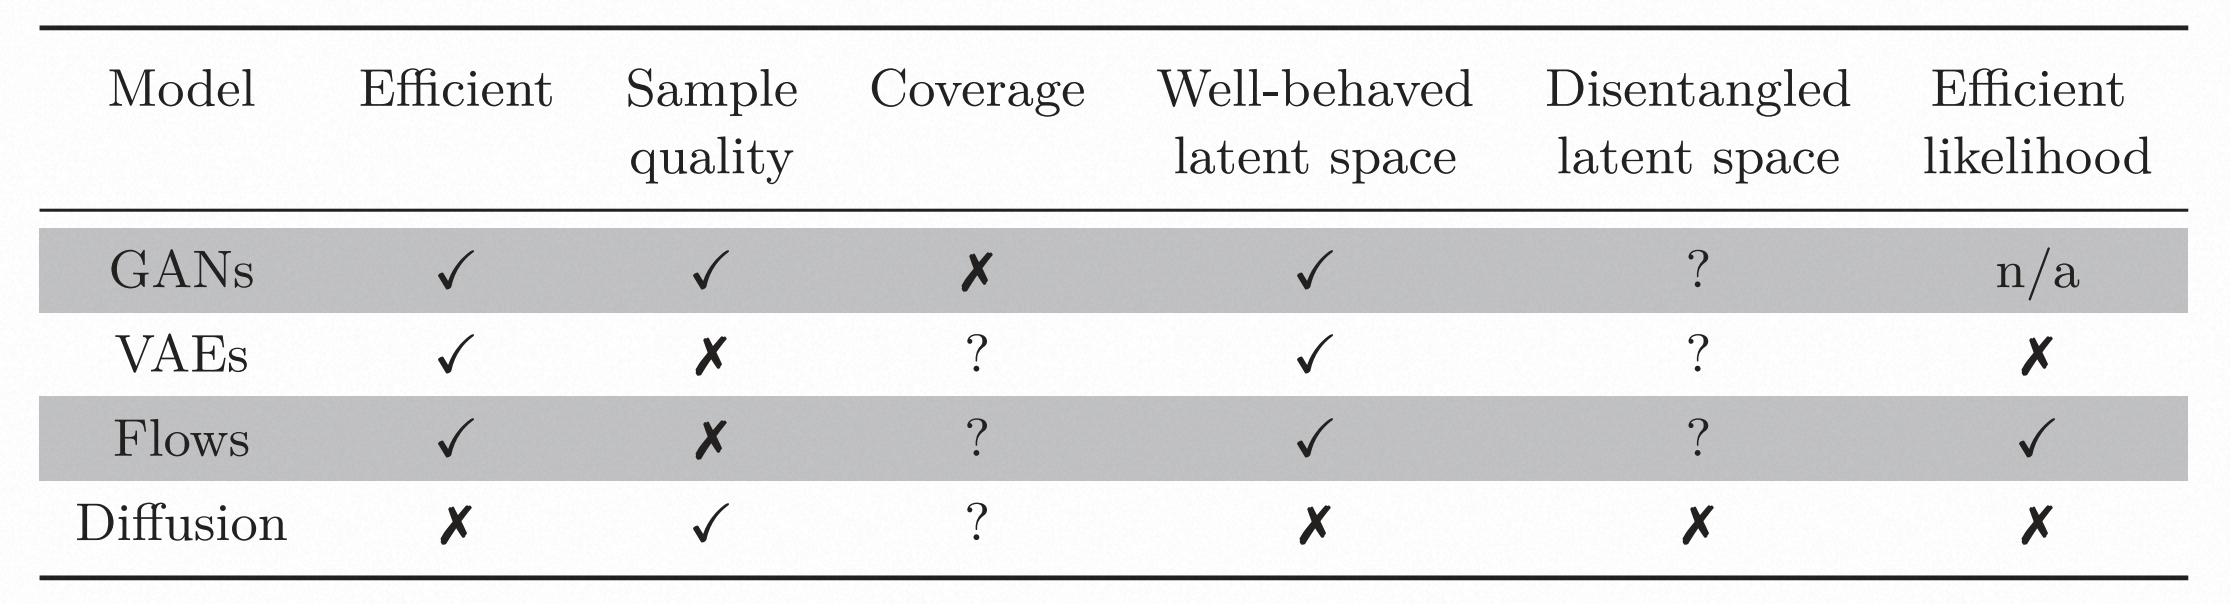 Model Efficient Sample Coverage Well-behaved Disentangled Efficient
quality latent space latent space likelihood
GANs ✓ ✓ ✗ ✓ ? n/a
VAEs ✓ ✗ ? ✓ ? ✗
Flows ✓ ✗ ? ✓ ? ✓
Diffusion ✗ ✓ ? ✗ ✗ ✗